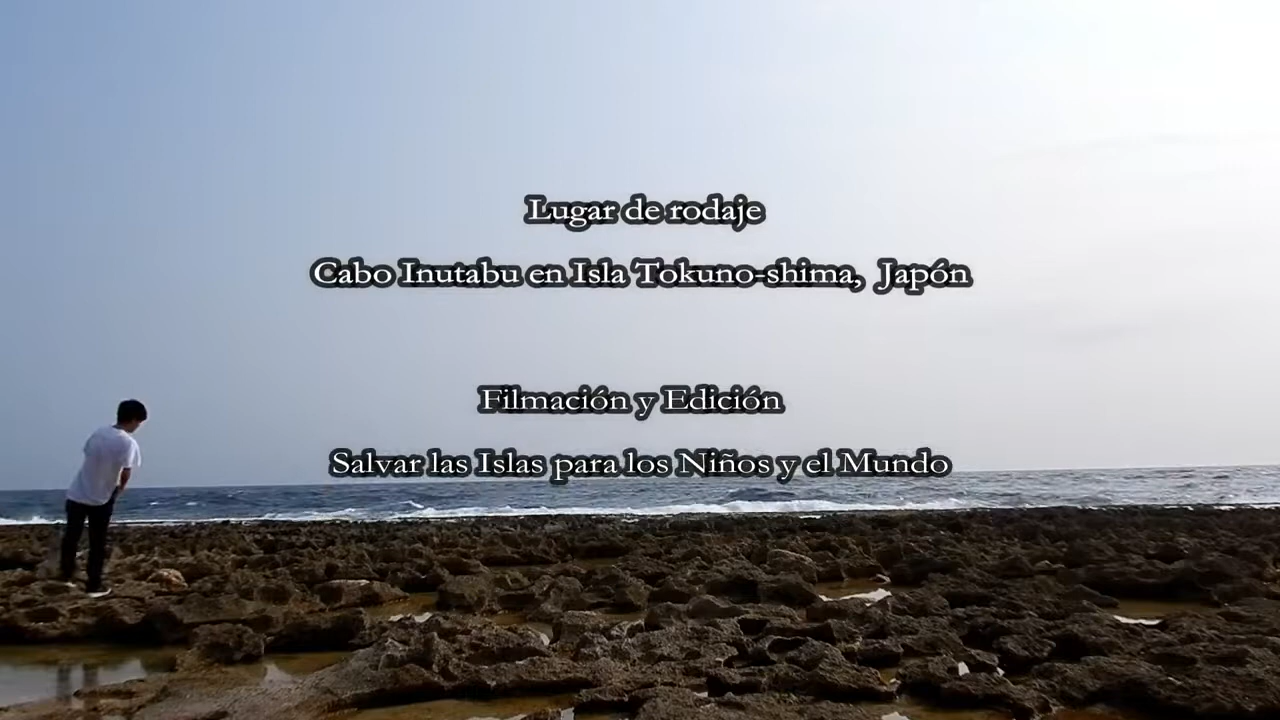 Lugar de rodaje
Cabo Inutabu en Isla Tokuno-shima, Japón
Filmación y Edición
Salvar las Islas para los Niños y el Mundo